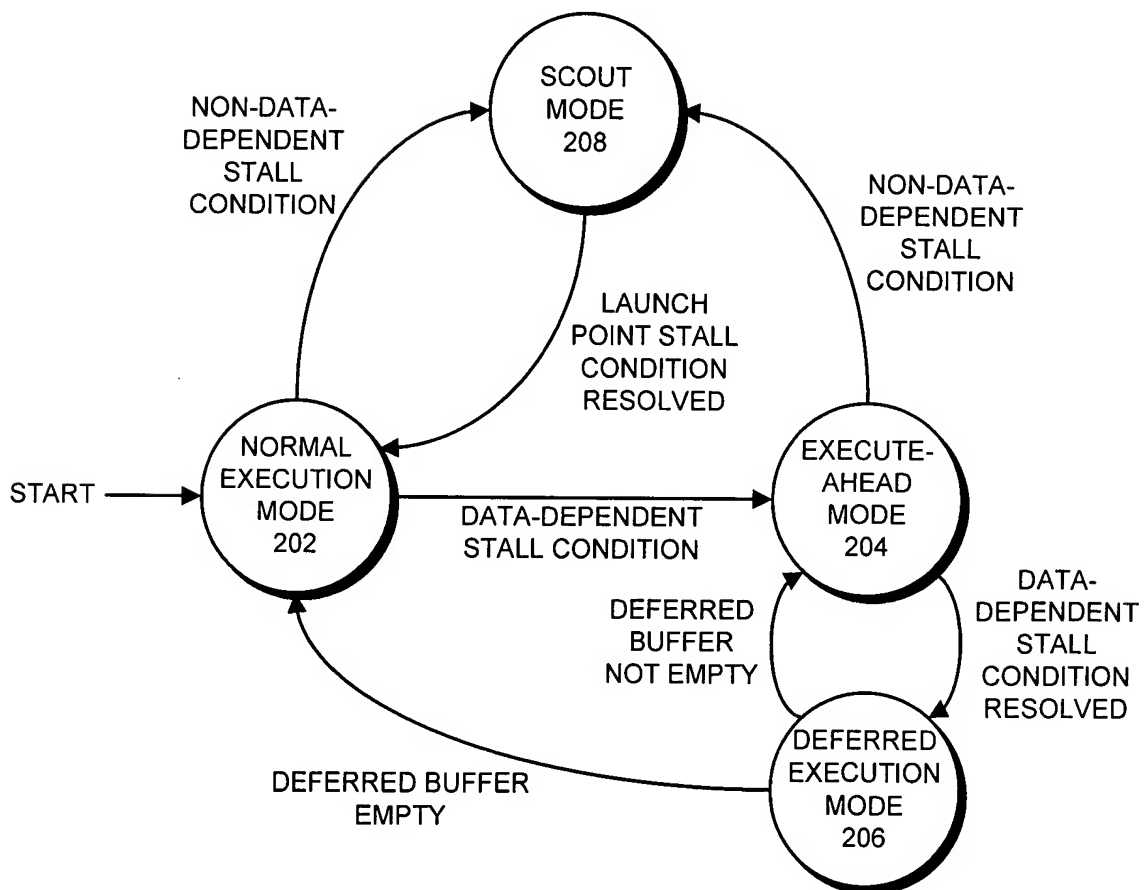 SCOUT
MODE
208
NON-DATA-
DEPENDENT
STALL
CONDITION
NON-DATA-
DEPENDENT
STALL
CONDITION
LAUNCH
POINT STALL
CONDITION
RESOLVED
START
NORMAL
EXECUTION
MODE
202
DATA-DEPENDENT
STALL CONDITION
EXECUTE-
AHEAD
MODE
204
DEFERRED
BUFFER
NOT EMPTY
DATA-
DEPENDENT
STALL
CONDITION
RESOLVED
DEFERRED BUFFER
EMPTY
DEFERRED
EXECUTION
MODE
206